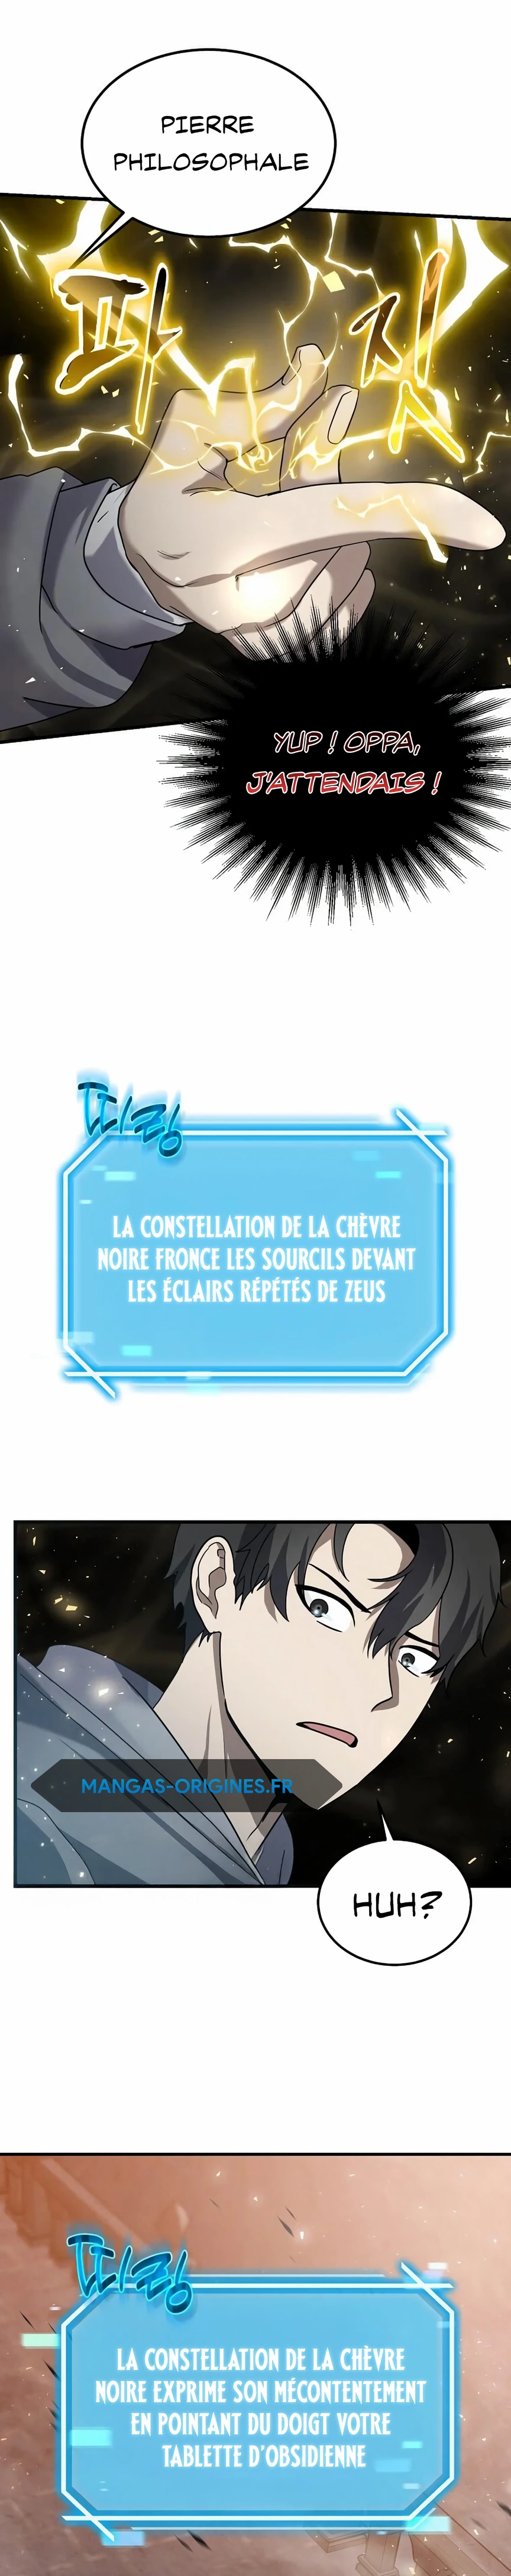 PIERRE
PHILOSOPHALE
파
직
YUP ! OPPA,
J'ATTENDAIS !
띠링
LA CONSTELLATION DE LA CHÈVRE
NOIRE FRONCE LES SOURCILS DEVANT
LES ÉCLAIRS RÉPÉTÉS DE ZEUS
MANGAS-ORIGINES.FR
HUH?
띠링
LA CONSTELLATION DE LA CHÈVRE
NOIRE EXPRIME SON MÉCONTENTEMENT
EN POINTANT DU DOIGT VOTRE
TABLETTE D'OBSIDIENNE